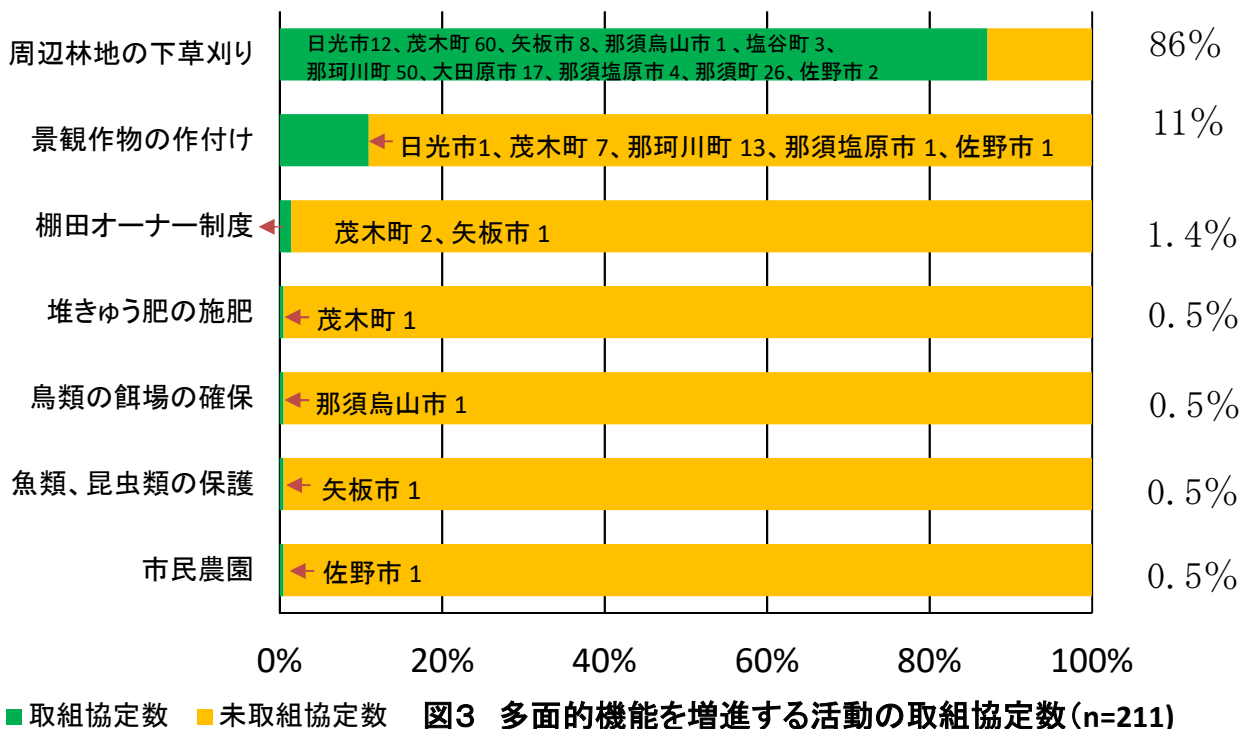 周辺林地の下草刈り
日光市12、茂木町 60、矢板市 8、那須烏山市 1 、塩谷町 3、
那珂川町 50、大田原市 17、那須塩原市 4、那須町 26、佐野市 2
86%
景観作物の作付け
日光市1、茂木町 7、那珂川町 13、那須塩原市 1、佐野市 1
11%
棚田オーナー制度
茂木町 2、矢板市 1
1.4%
堆きゅう肥の施肥
茂木町 1
0.5%
鳥類の餌場の確保
那須烏山市 1
0.5%
魚類、昆虫類の保護
矢板市 1
0.5%
市民農園
佐野市 1
0.5%
0% 20% 40% 60% 80% 100%
取組協定数 未取組協定数 図3 多面的機能を増進する活動の取組協定数(n=211)